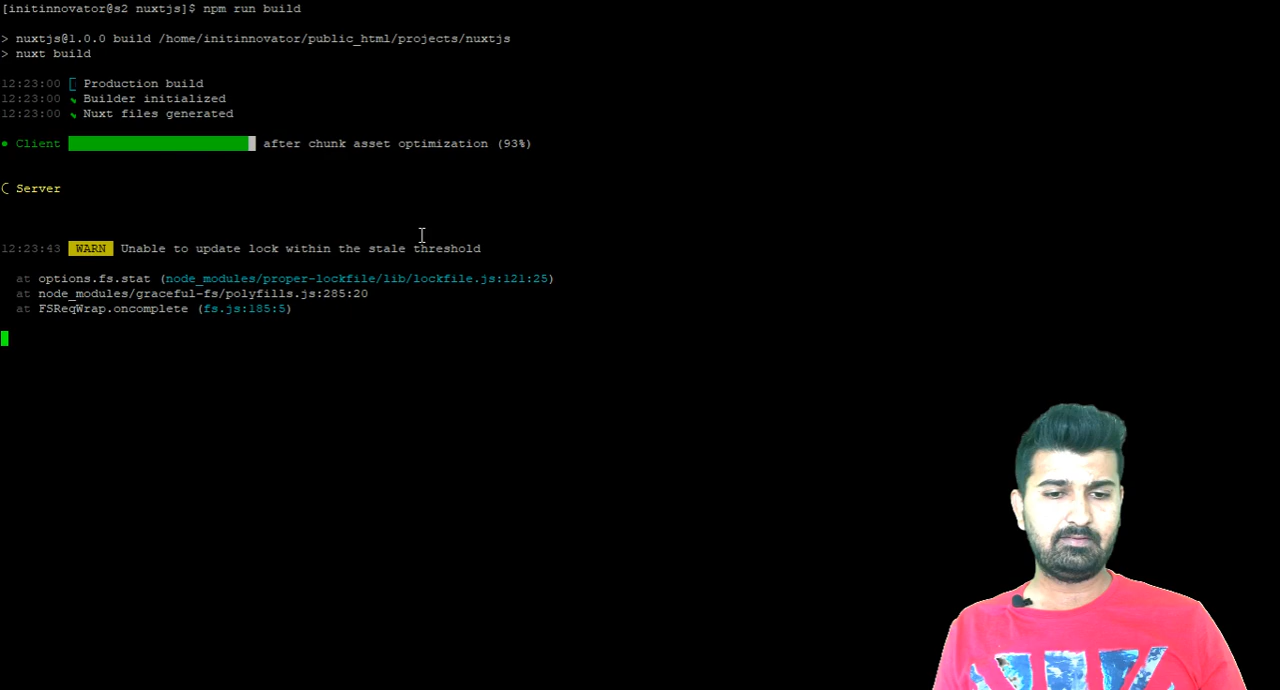 [initinnovator@s2 nuxtjs]$ npm run build
> nuxtjs@1.0.0 build /home/initinnovator/public_html/projects/nuxtjs
> nuxt build
12:23:00 Production build
12:23:00 Builder initialized
12:23:00 Nuxt files generated
● Client after chunk asset optimization (93%)
Server
12:23:43 WARN Unable to update lock within the stale threshold
at options.fs.stat (node_modules/proper-lockfile/lib/lockfile.js:121:25)
at node_modules/graceful-fs/polyfills.js:285:20
at FSReqWrap.oncomplete (fs.js:185:5)